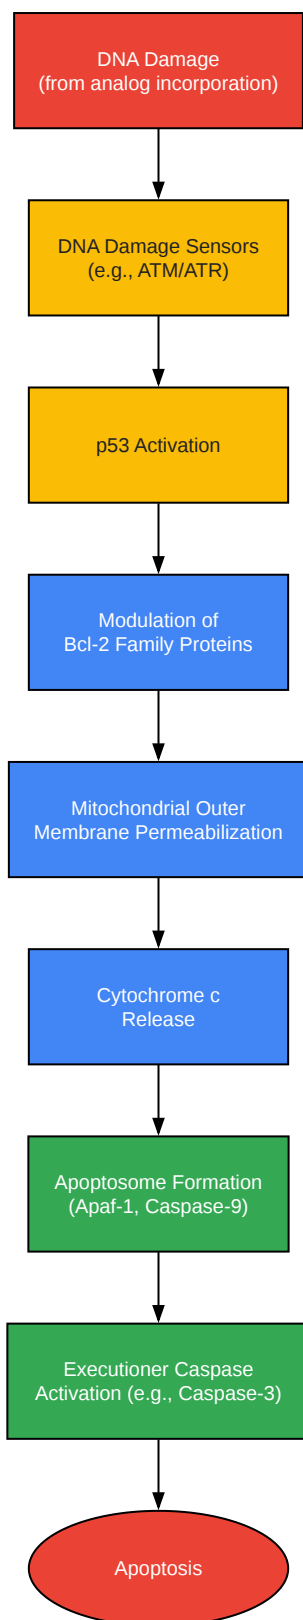 DNA Damage
(from analog incorporation)
DNA Damage Sensors
(e.g., ATM/ATR)
p53 Activation
Modulation of
Bcl-2 Family Proteins
Mitochondrial Outer
Membrane Permeabilization
Cytochrome c
Release
Apoptosome Formation
(Apaf-1, Caspase-9)
Executioner Caspase
Activation (e.g., Caspase-3)
Apoptosis